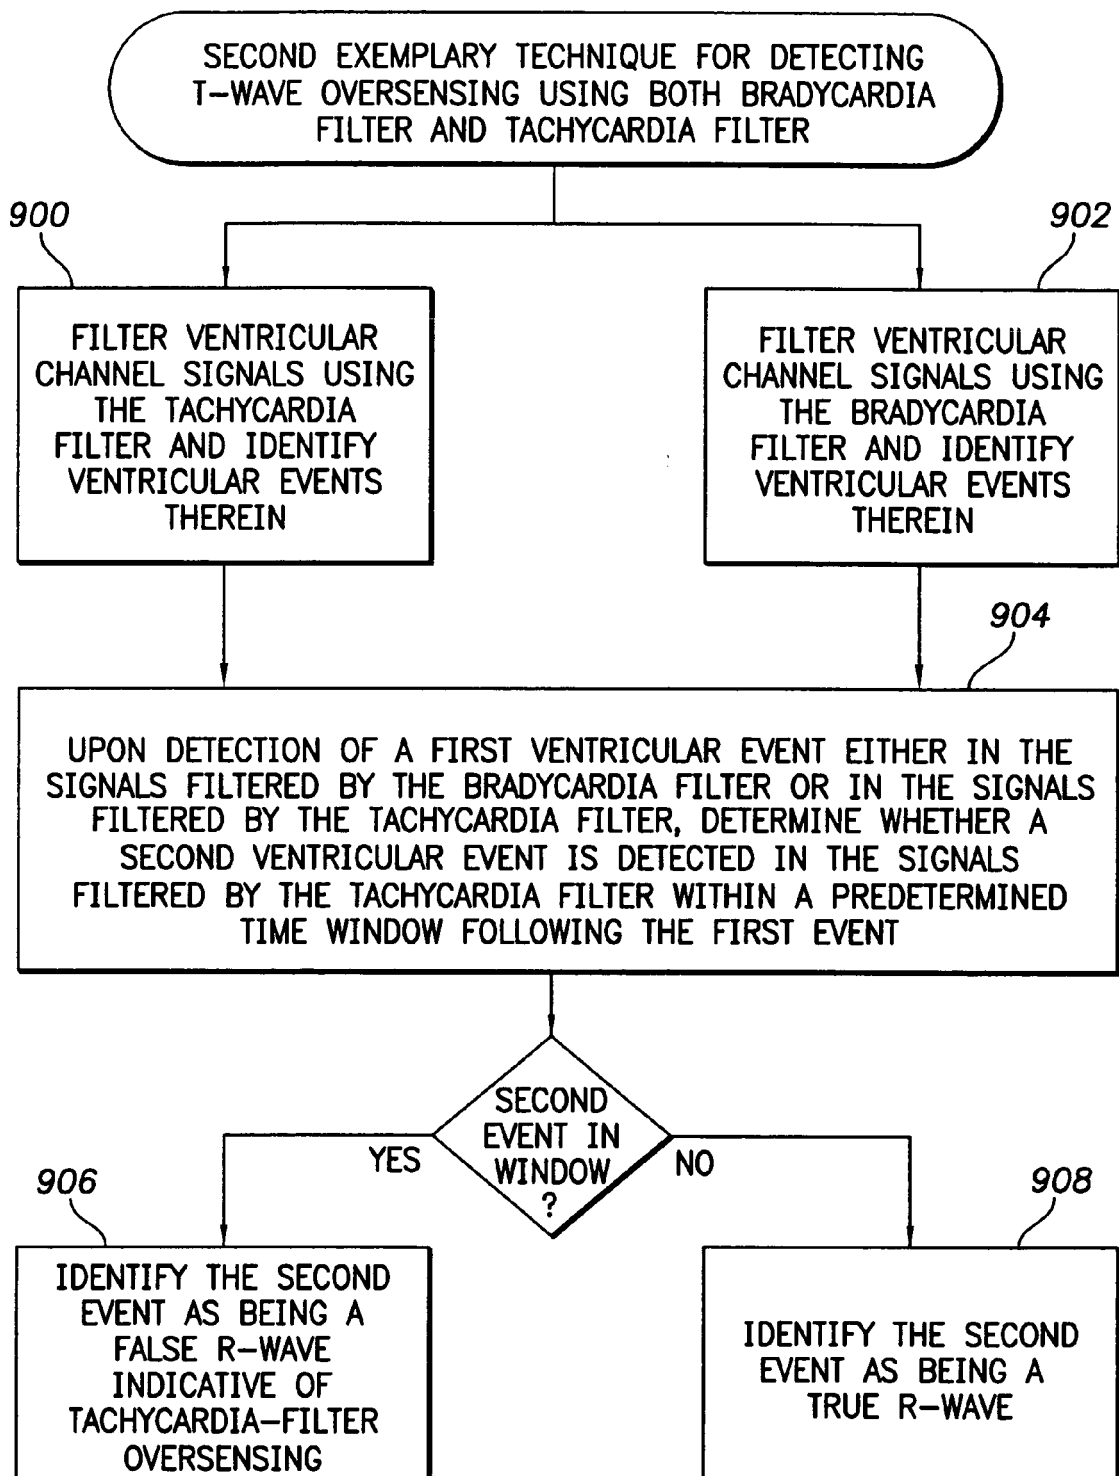 SECOND EXEMPLARY TECHNIQUE FOR DETECTING
T-WAVE OVERSENSING USING BOTH BRADYCARDIA
FILTER AND TACHYCARDIA FILTER
900
902
FILTER VENTRICULAR
CHANNEL SIGNALS USING
THE TACHYCARDIA
FILTER AND IDENTIFY
VENTRICULAR EVENTS
THEREIN
FILTER VENTRICULAR
CHANNEL SIGNALS USING
THE BRADYCARDIA
FILTER AND IDENTIFY
VENTRICULAR EVENTS
THEREIN
904
UPON DETECTION OF A FIRST VENTRICULAR EVENT EITHER IN THE
SIGNALS FILTERED BY THE BRADYCARDIA FILTER OR IN THE SIGNALS
FILTERED BY THE TACHYCARDIA FILTER, DETERMINE WHETHER A
SECOND VENTRICULAR EVENT IS DETECTED IN THE SIGNALS
FILTERED BY THE TACHYCARDIA FILTER WITHIN A PREDETERMINED
TIME WINDOW FOLLOWING THE FIRST EVENT
SECOND
EVENT IN
WINDOW
?
YES
NO
906
908
IDENTIFY THE SECOND
EVENT AS BEING A
FALSE R-WAVE
INDICATIVE OF
TACHYCARDIA-FILTER
OVERSENSING
IDENTIFY THE SECOND
EVENT AS BEING A
TRUE R-WAVE